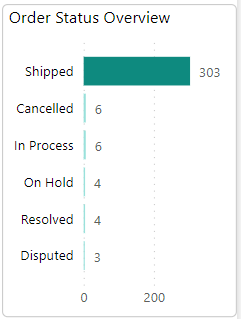 Order Status Overview
Shipped 303
Cancelled 6
In Process 6
On Hold 4
Resolved 4
Disputed 3
0 200